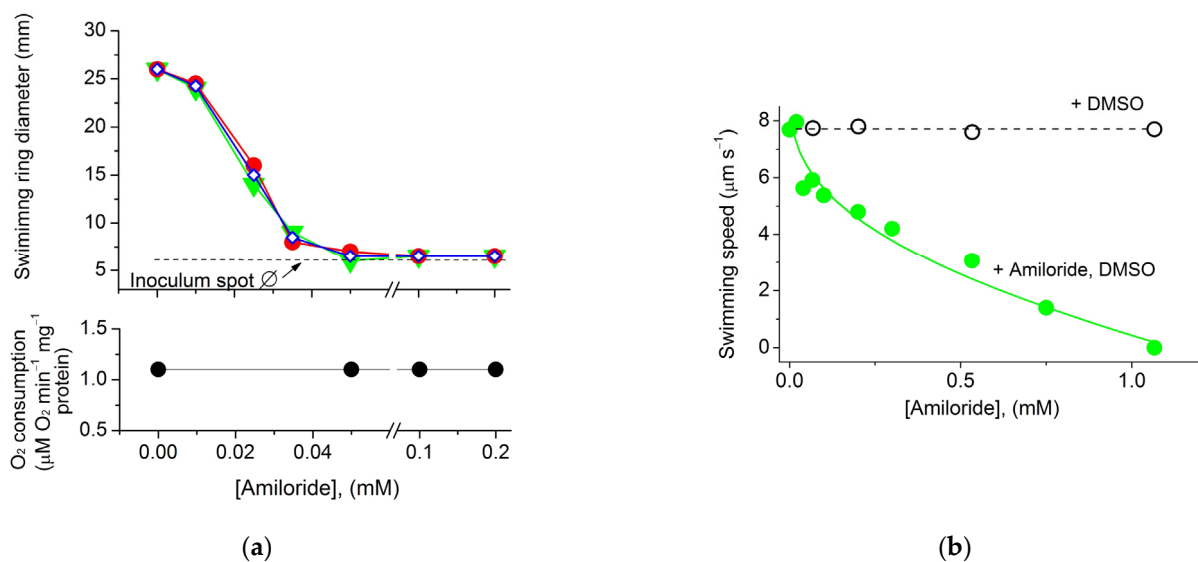 Swimimng ring diameter (mm)
30
25
20
15
10
5
Inoculum spot ∅
O₂ consumption
(μM O₂ min⁻¹ mg⁻¹
protein)
1.5
1.0
0.5
0.00
0.02
0.04
0.1
0.2
[Amiloride], (mM)
(a)
Swimming speed (μm s⁻¹)
8
6
4
2
0
+ DMSO
+ Amiloride, DMSO
0.0
0.5
1.0
[Amiloride], (mM)
(b)